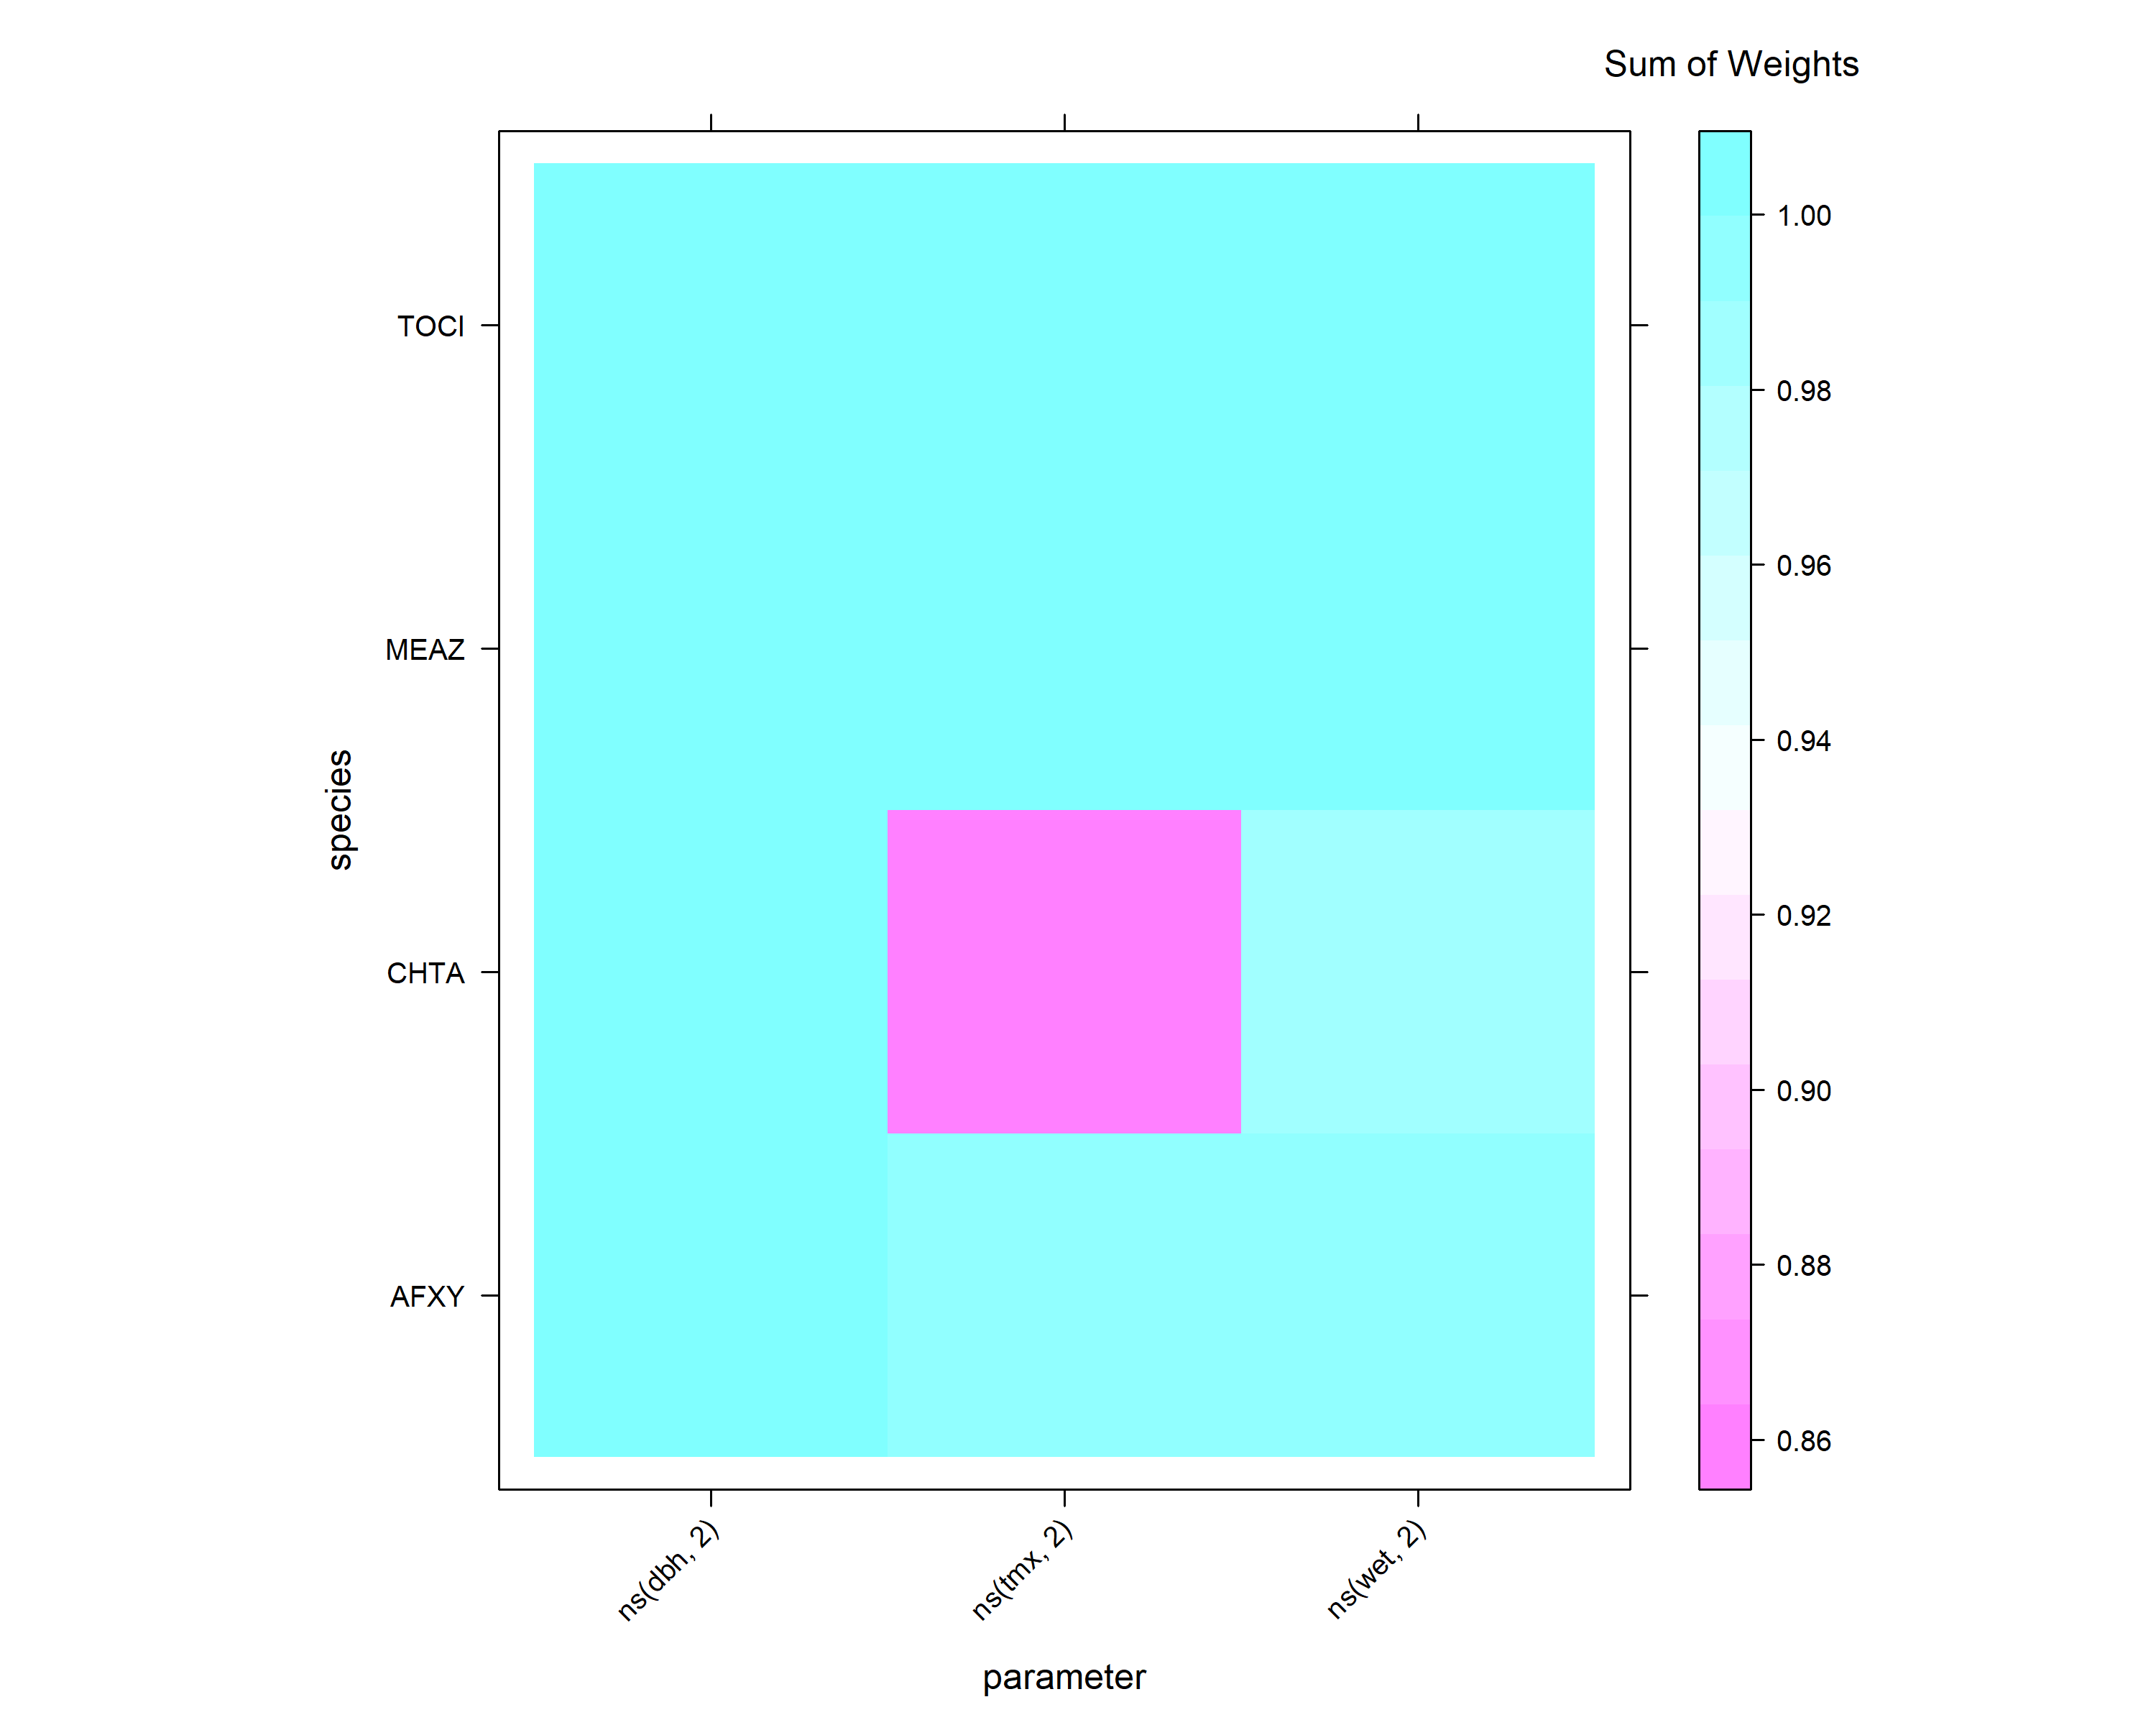 Sum of Weights
1.00
0.98
0.96
0.94
0.92
0.90
0.88
0.86
TOCI
MEAZ
CHTA
AFXY
species
ns(dbh, 2)
ns(tmx, 2)
ns(wet, 2)
parameter